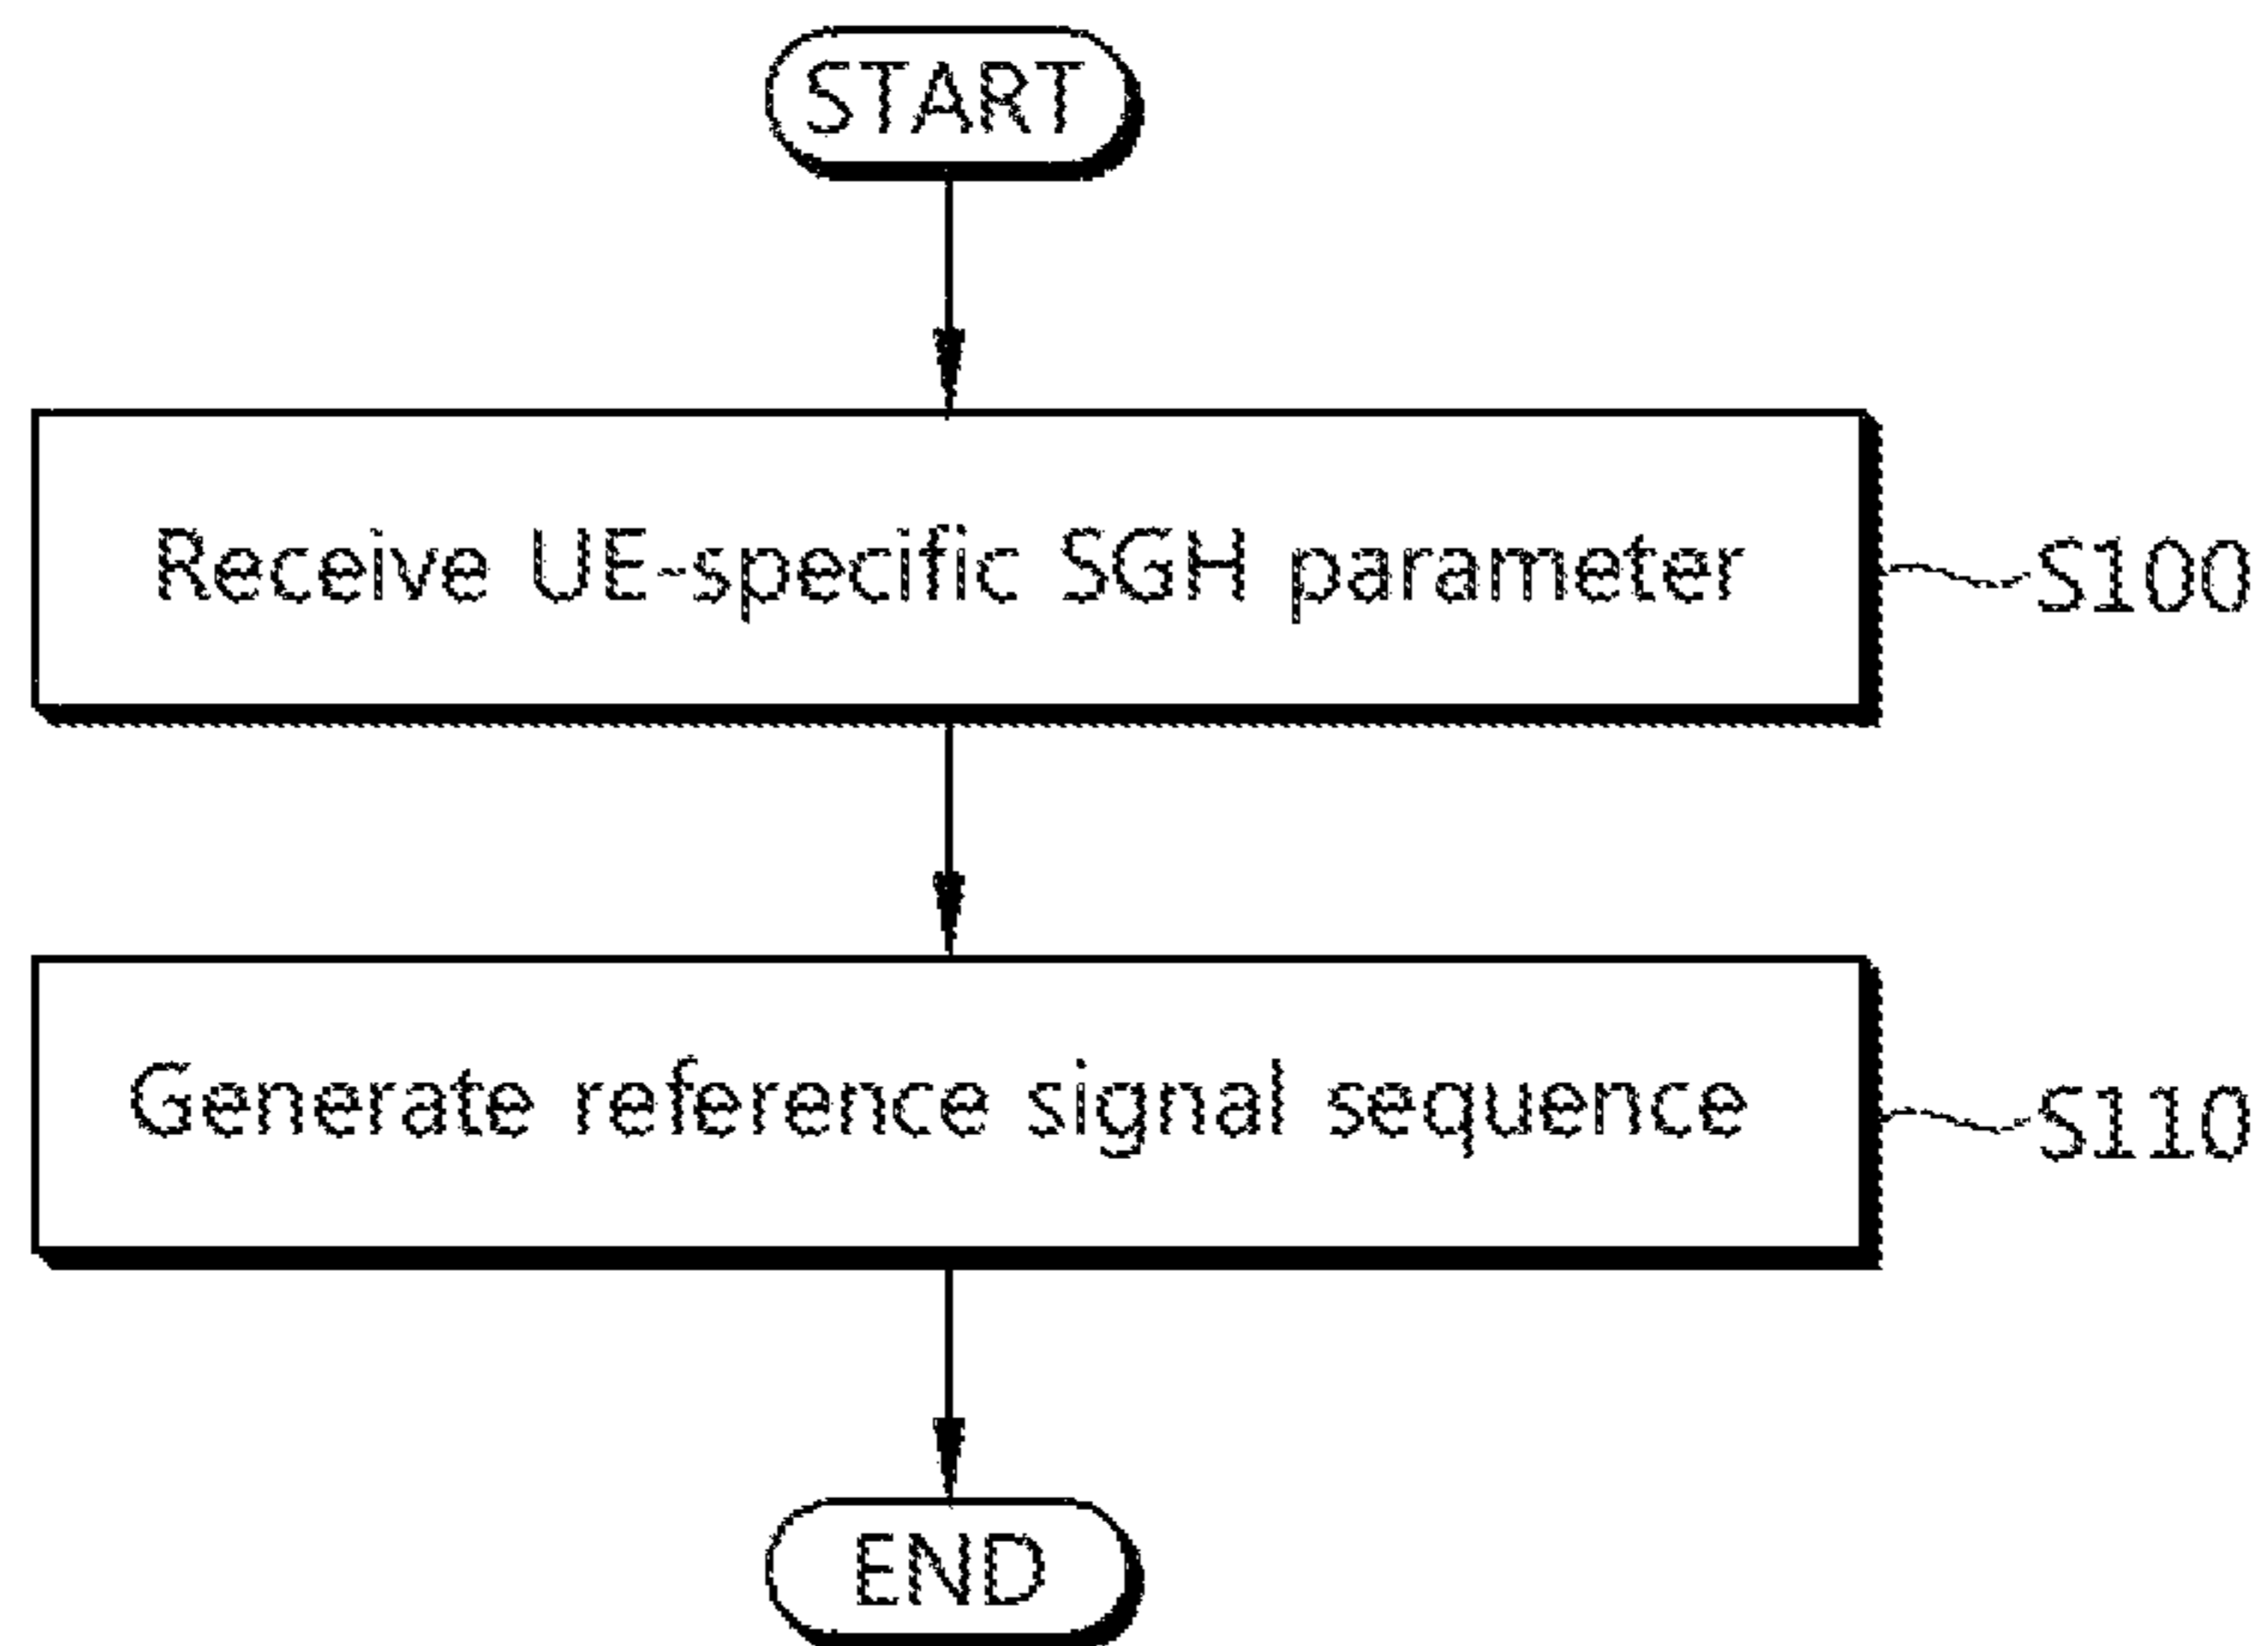 START
Receive UE-specific SGH parameter
S100
Generate reference signal sequence
S110
END